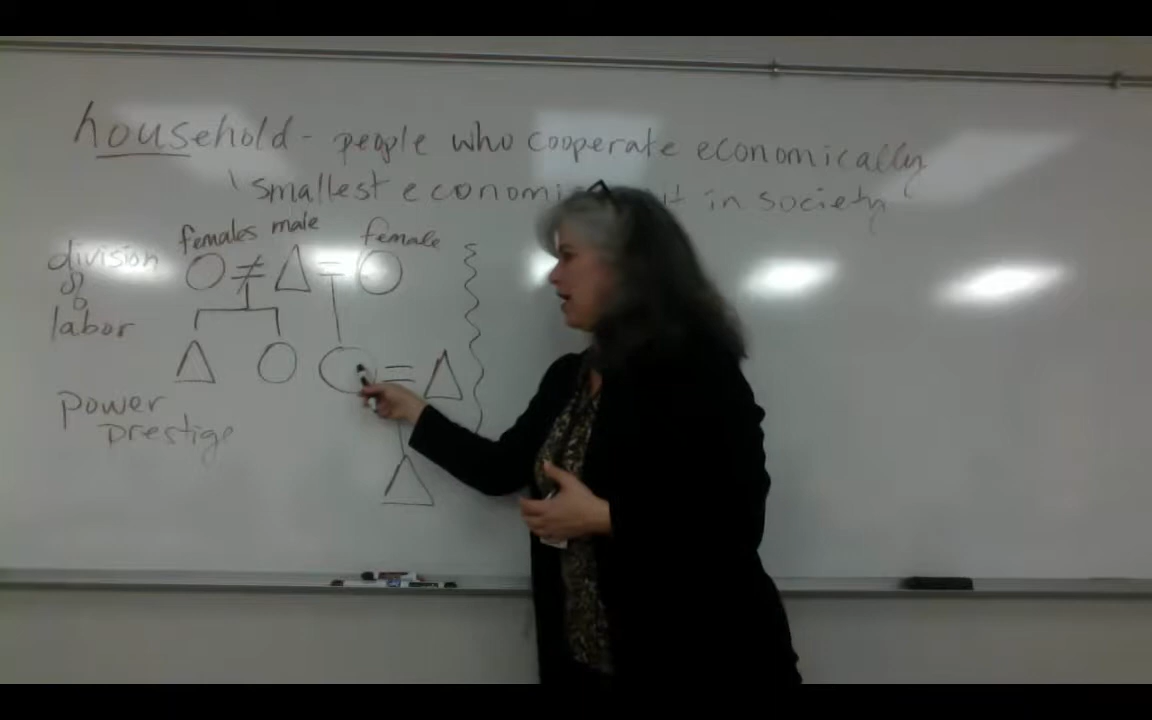 household - people who cooperate economically
smallest economic in society
females male female
division
of
labor
power
prestige